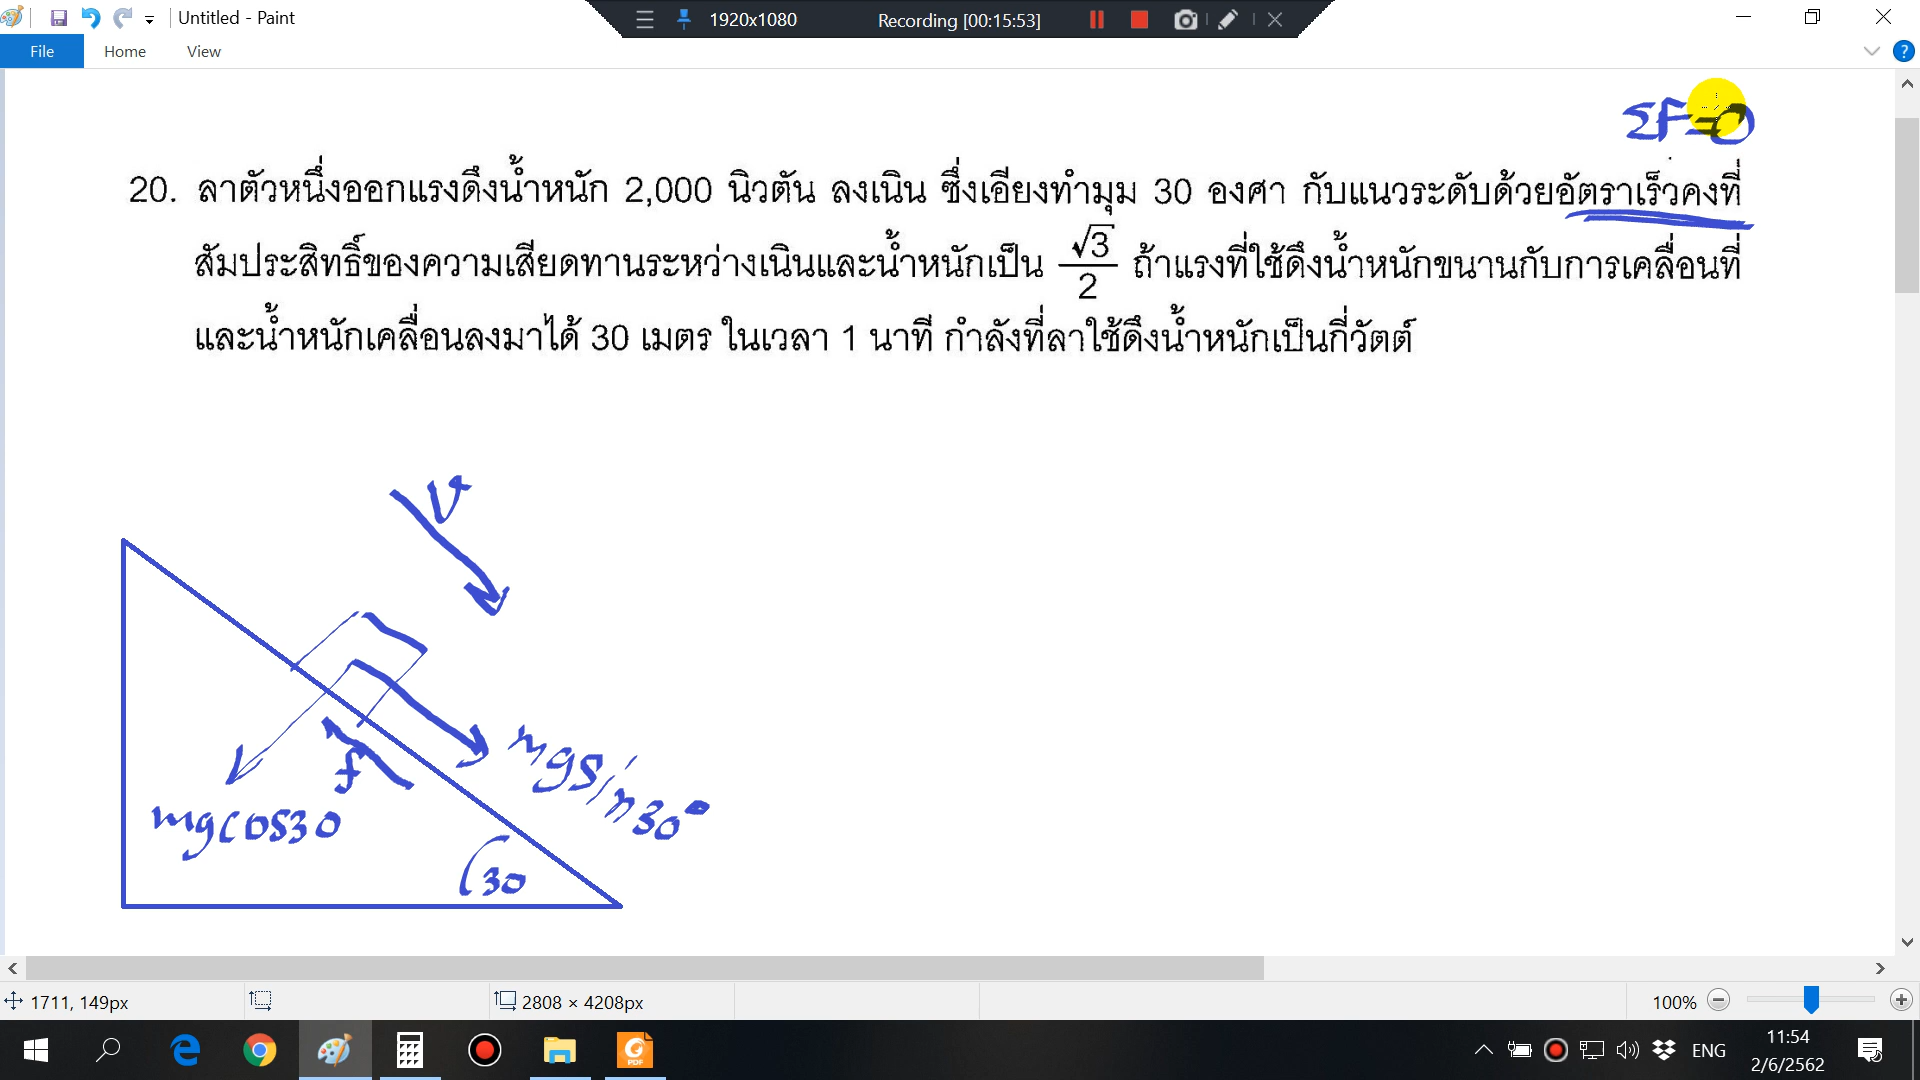 Untitled - Paint
1920x1080
Recording [00:15:53]
File
Home
View
ΣF=0
20. ลาตัวหนึ่งออกแรงดึงน้ำหนัก 2,000 นิวตัน ลงเนิน ซึ่งเอียงทำมุม 30 องศา กับแนวระดับด้วยอัตราเร็วคงที่
สัมประสิทธิ์ของความเสียดทานระหว่างเนินและน้ำหนักเป็น √3/2 ถ้าแรงที่ใช้ดึงน้ำหนักขนานกับการเคลื่อนที่
และน้ำหนักเคลื่อนลงมาได้ 30 เมตร ในเวลา 1 นาที กำลังที่ลาใช้ดึงน้ำหนักเป็นกี่วัตต์
v
mgsin30°
f
mgcos30
30
1711, 149px
2808 × 4208px
100%
PDF
ENG
11:54
2/6/2562